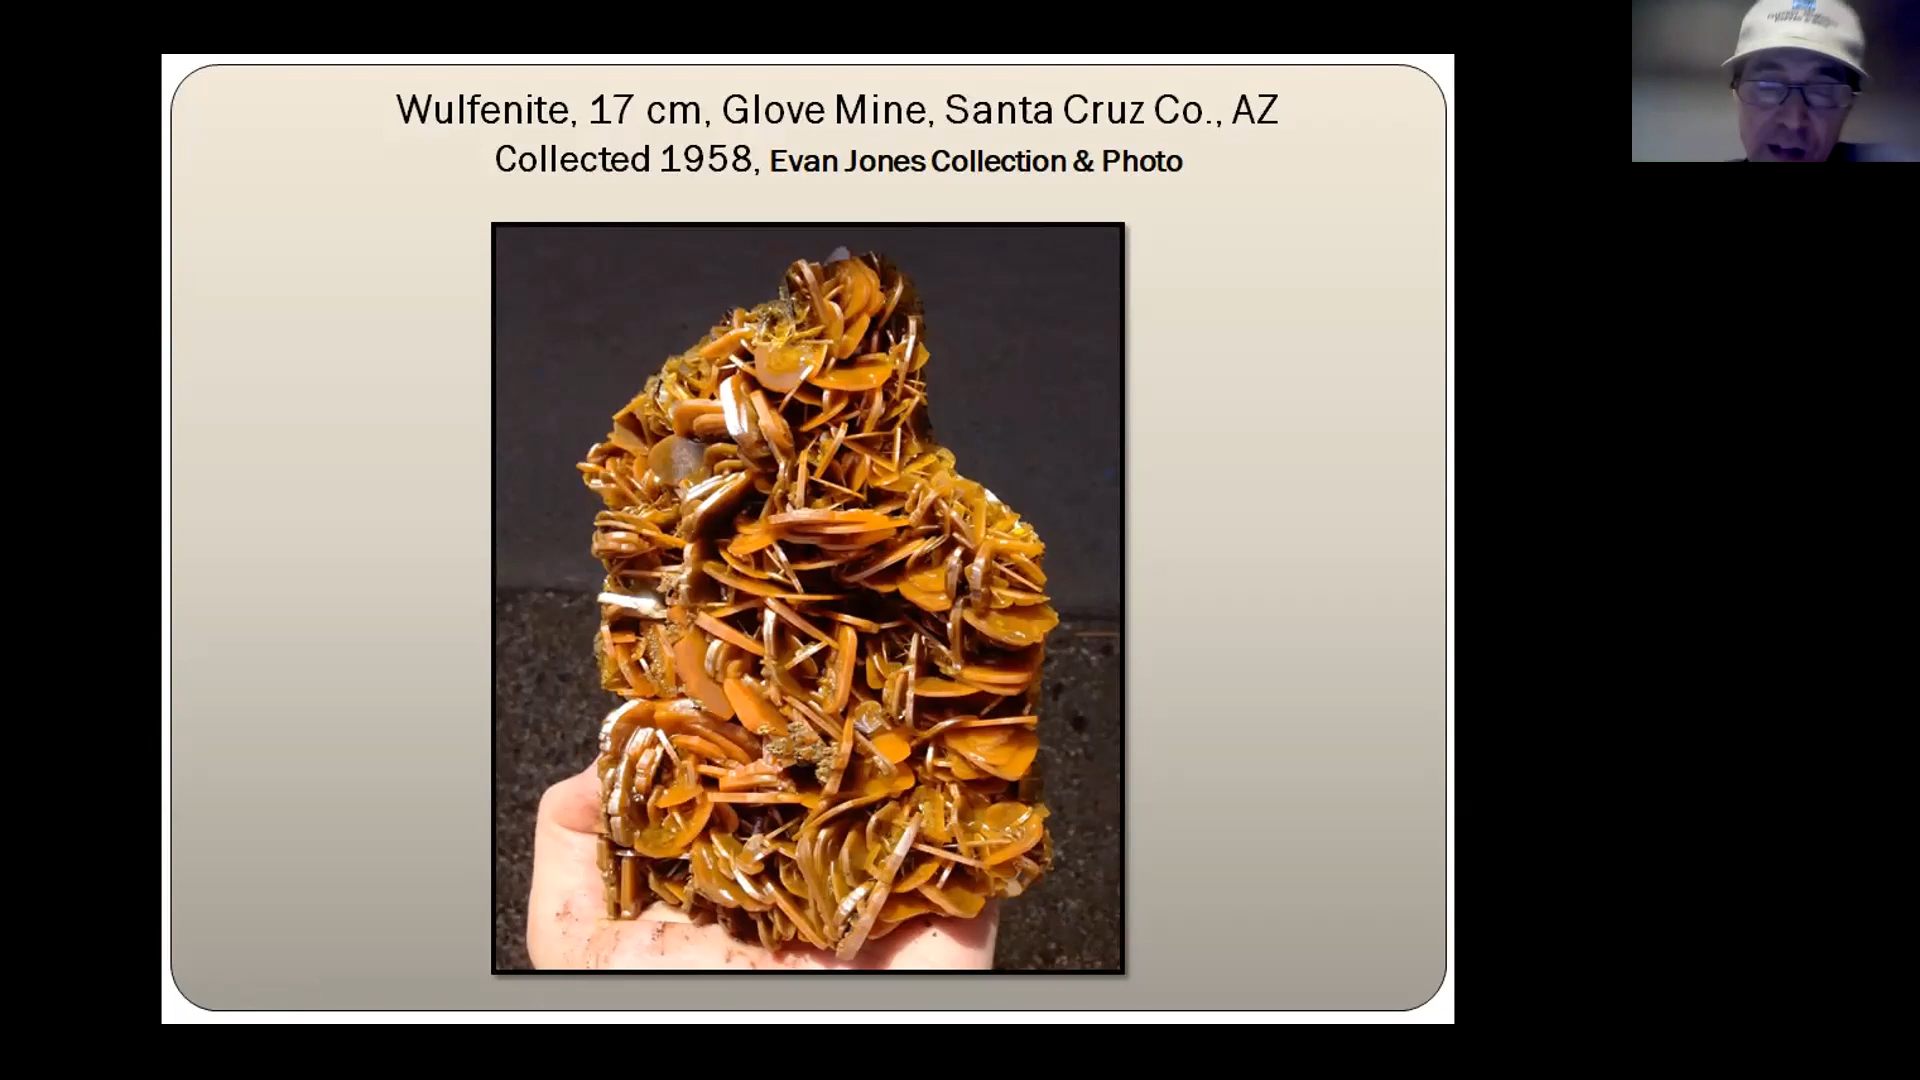 Wulfenite, 17 cm, Glove Mine, Santa Cruz Co., AZ
Collected 1958, Evan Jones Collection & Photo